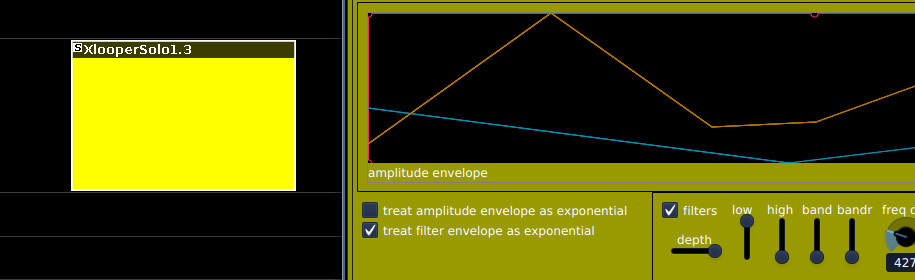 S XlooperSolo1.3
amplitude envelope
treat amplitude envelope as exponential
treat filter envelope as exponential
filters
low
high
band
bandr
freq c
depth
427